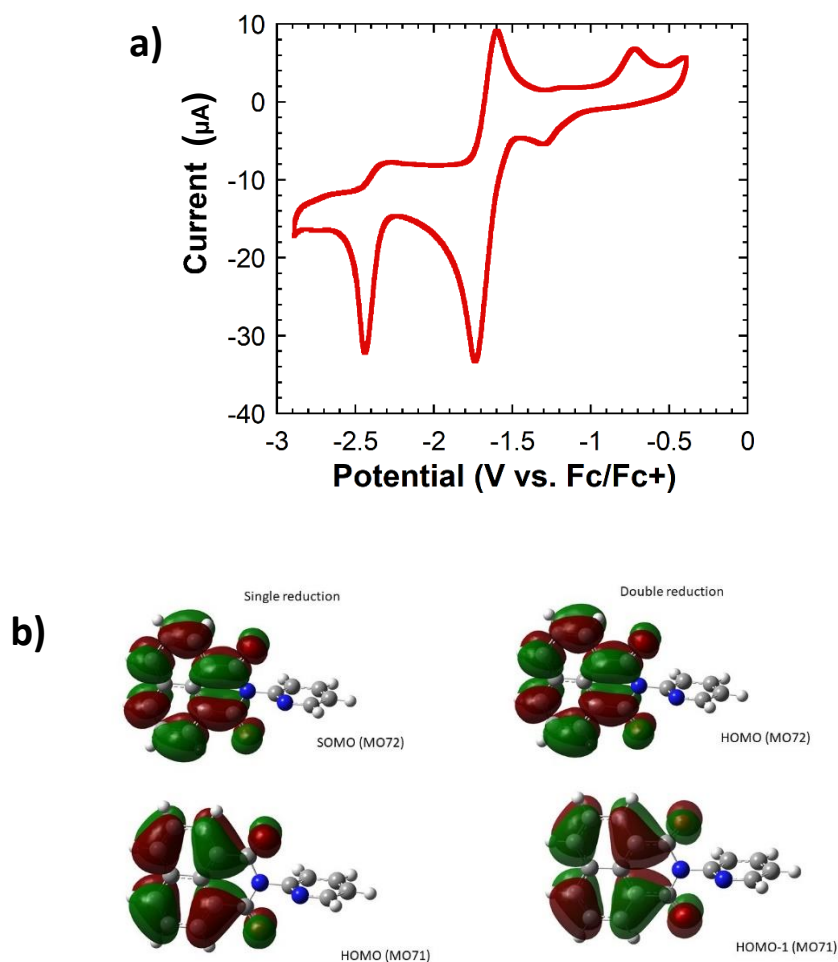 a)
10
0
-10
-20
-30
-40
Current (µA)
-3 -2.5 -2 -1.5 -1 -0.5 0
Potential (V vs. Fc/Fc+)
b)
Single reduction
Double reduction
SOMO (MO72)
HOMO (MO72)
HOMO (MO71)
HOMO-1 (MO71)